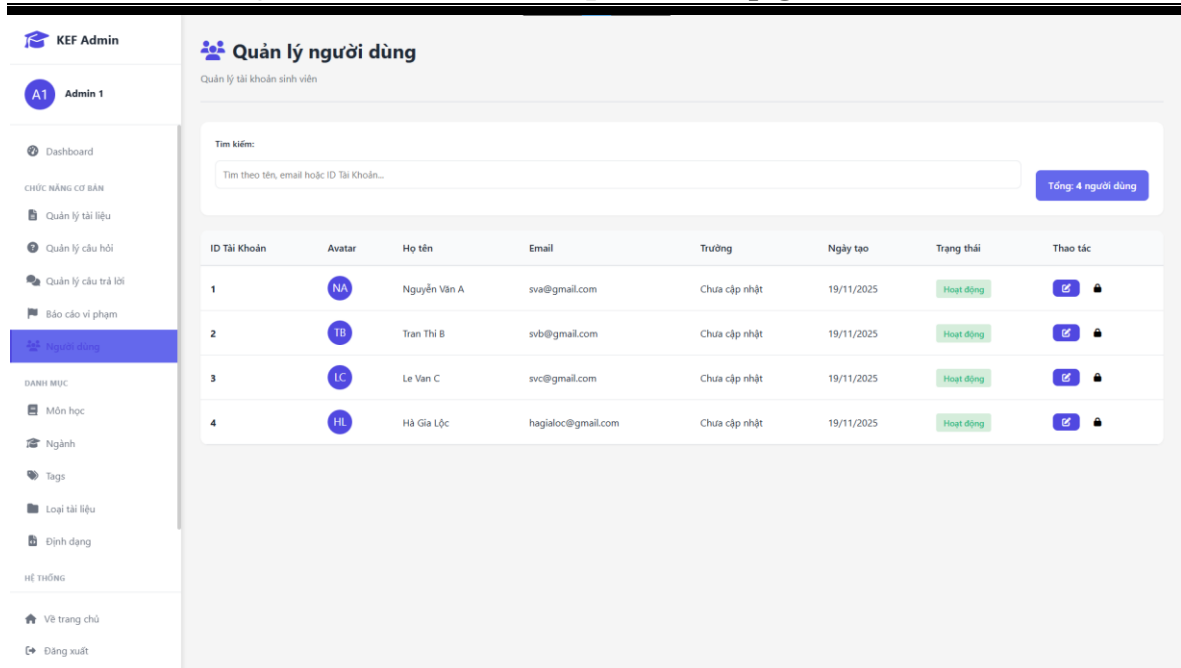 KEF Admin
A1 Admin 1
Dashboard
CHỨC NĂNG CƠ BẢN
Quản lý tài liệu
Quản lý câu hỏi
Quản lý câu trả lời
Báo cáo vi phạm
Người dùng
DANH MỤC
Môn học
Ngành
Tags
Loại tài liệu
Định dạng
HỆ THỐNG
Về trang chủ
Đăng xuất
Quản lý người dùng
Quản lý tài khoản sinh viên
Tìm kiếm:
Tìm theo tên, email hoặc ID Tài Khoản...
Tổng: 4 người dùng
ID Tài Khoản Avatar Họ tên Email Trường Ngày tạo Trạng thái Thao tác
1 NA Nguyễn Văn A sva@gmail.com Chưa cập nhật 19/11/2025 Hoạt động
2 TB Tran Thi B svb@gmail.com Chưa cập nhật 19/11/2025 Hoạt động
3 LC Le Van C svc@gmail.com Chưa cập nhật 19/11/2025 Hoạt động
4 HL Hà Gia Lộc hagialoc@gmail.com Chưa cập nhật 19/11/2025 Hoạt động